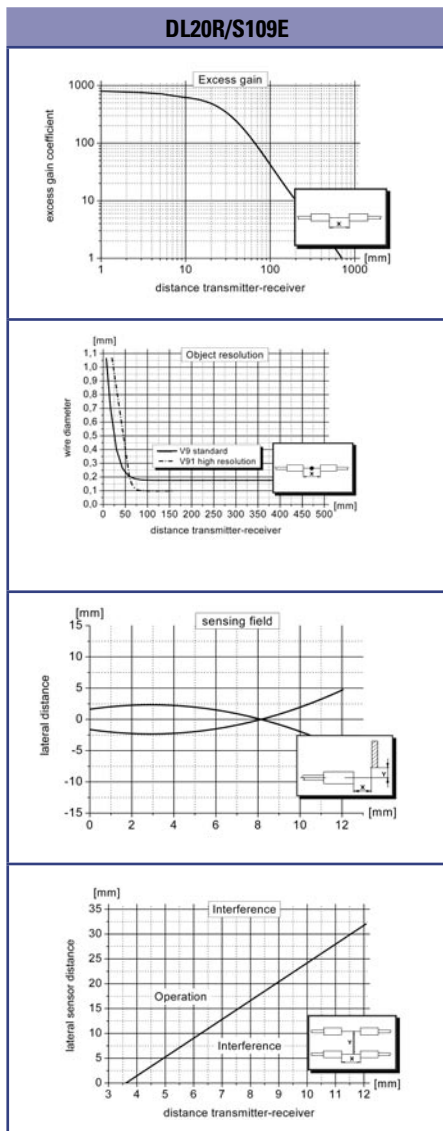 DL20R/S109E
Excess gain
1000
100
10
1
excess gain coefficient
X
1 10 100 1000
[mm]
distance transmitter-receiver
[mm]
Object resolution
1,1
1,0
0,9
0,8
0,7
0,6
0,5
0,4
0,3
0,2
0,1
0,0
wire diameter
V9 standard
V91 high resolution
X
0 50 100 150 200 250 300 350 400 450 500
[mm]
distance transmitter-receiver
[mm]
sensing field
15
10
5
0
-5
-10
-15
lateral distance
Y
X
0 2 4 6 8 10 12
[mm]
[mm]
Interference
35
30
25
20
15
10
5
0
lateral sensor distance
Operation
Interference
Y
X
3 4 5 6 7 8 9 10 11 12
[mm]
distance transmitter-receiver